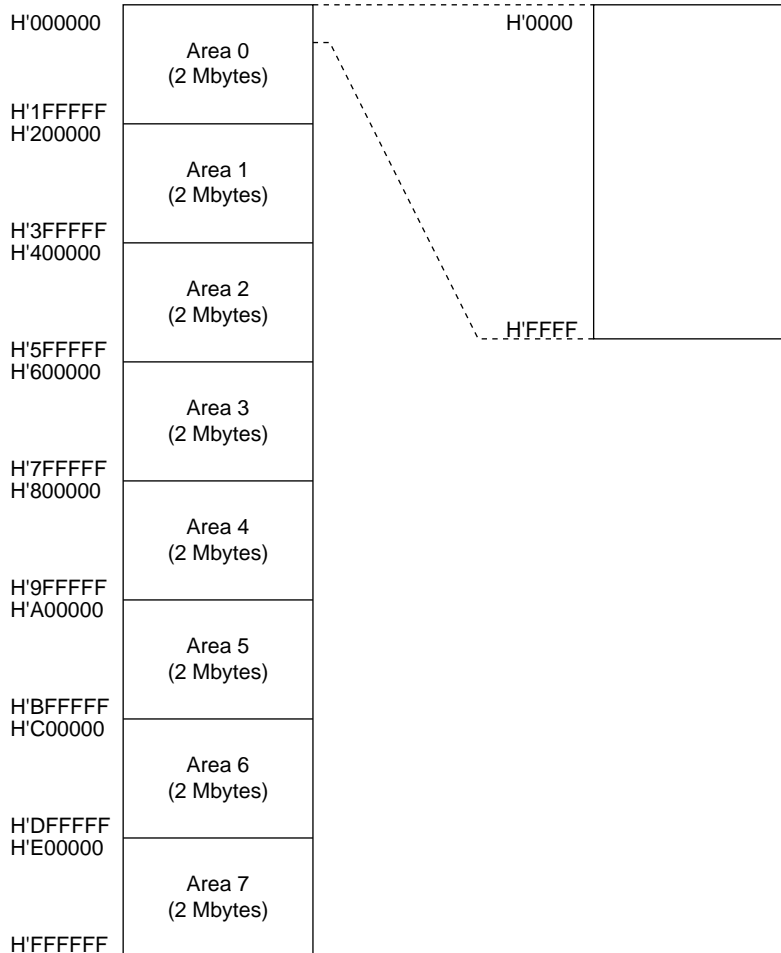 H'000000
Area 0
(2 Mbytes)
H'1FFFFF
H'200000
Area 1
(2 Mbytes)
H'3FFFFF
H'400000
Area 2
(2 Mbytes)
H'5FFFFF
H'600000
Area 3
(2 Mbytes)
H'7FFFFF
H'800000
Area 4
(2 Mbytes)
H'9FFFFF
H'A00000
Area 5
(2 Mbytes)
H'BFFFFF
H'C00000
Area 6
(2 Mbytes)
H'DFFFFF
H'E00000
Area 7
(2 Mbytes)
H'FFFFFF
H'0000
H'FFFF